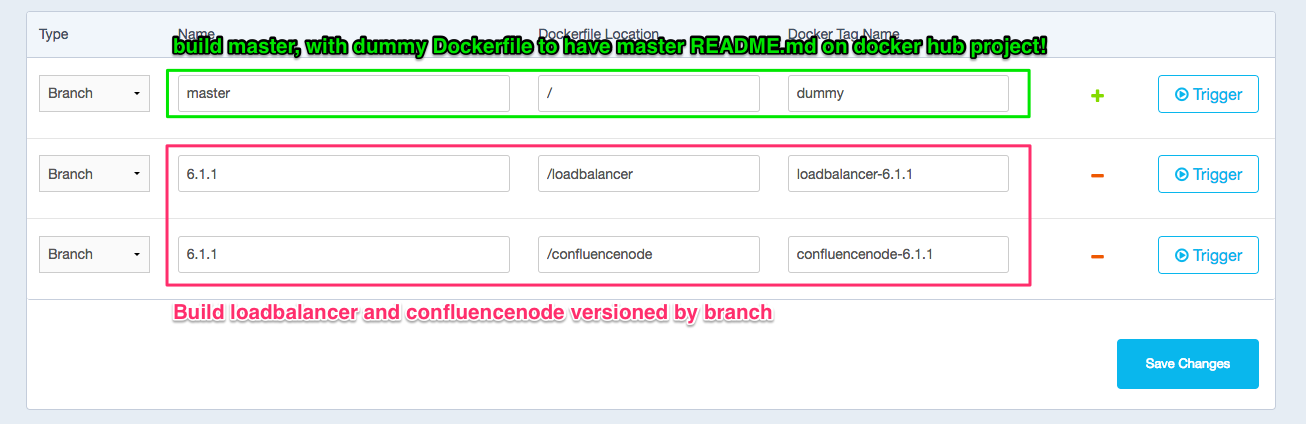 Type Name Dockerfile Location Docker Tag Name
build master, with dummy Dockerfile to have master README.md on docker hub project!
Branch master / dummy + Trigger
Branch 6.1.1 /loadbalancer loadbalancer-6.1.1 − Trigger
Branch 6.1.1 /confluencenode confluencenode-6.1.1 − Trigger
Build loadbalancer and confluencenode versioned by branch
Save Changes